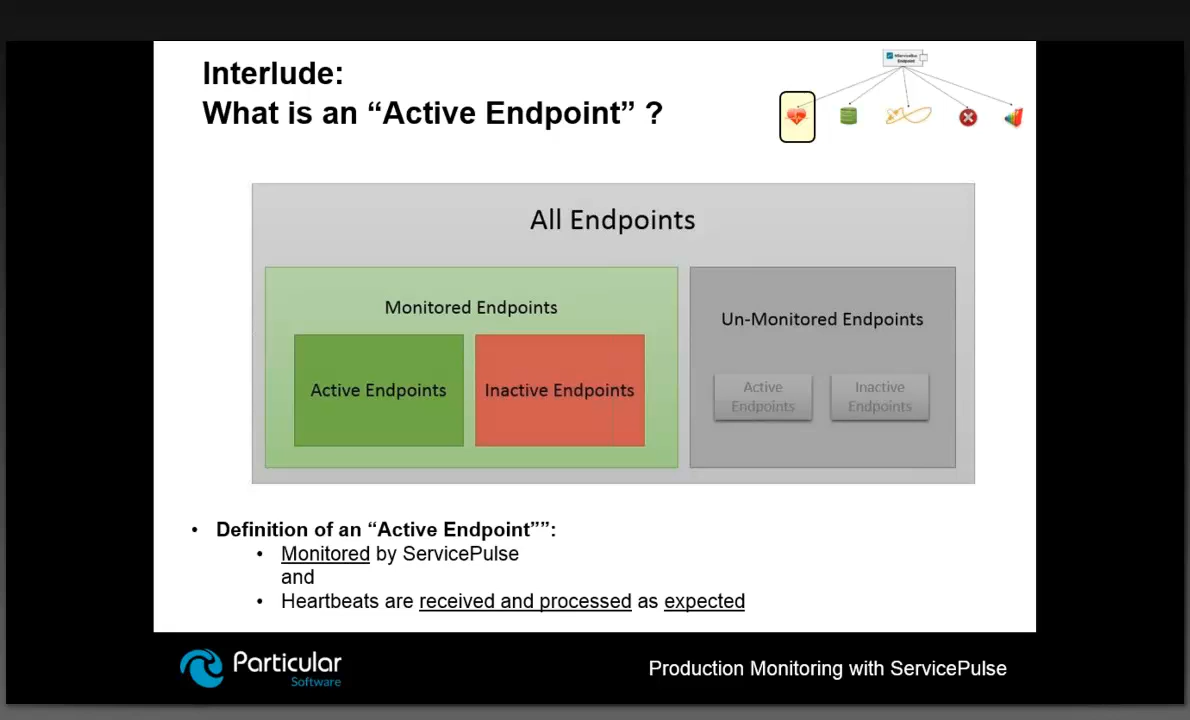 Interlude:
What is an “Active Endpoint” ?
Endpoint
All Endpoints
Monitored Endpoints
Un-Monitored Endpoints
Active Endpoints
Inactive Endpoints
Active
Endpoints
Inactive
Endpoints
• Definition of an “Active Endpoint””:
• Monitored by ServicePulse
and
• Heartbeats are received and processed as expected
Particular
Software
Production Monitoring with ServicePulse